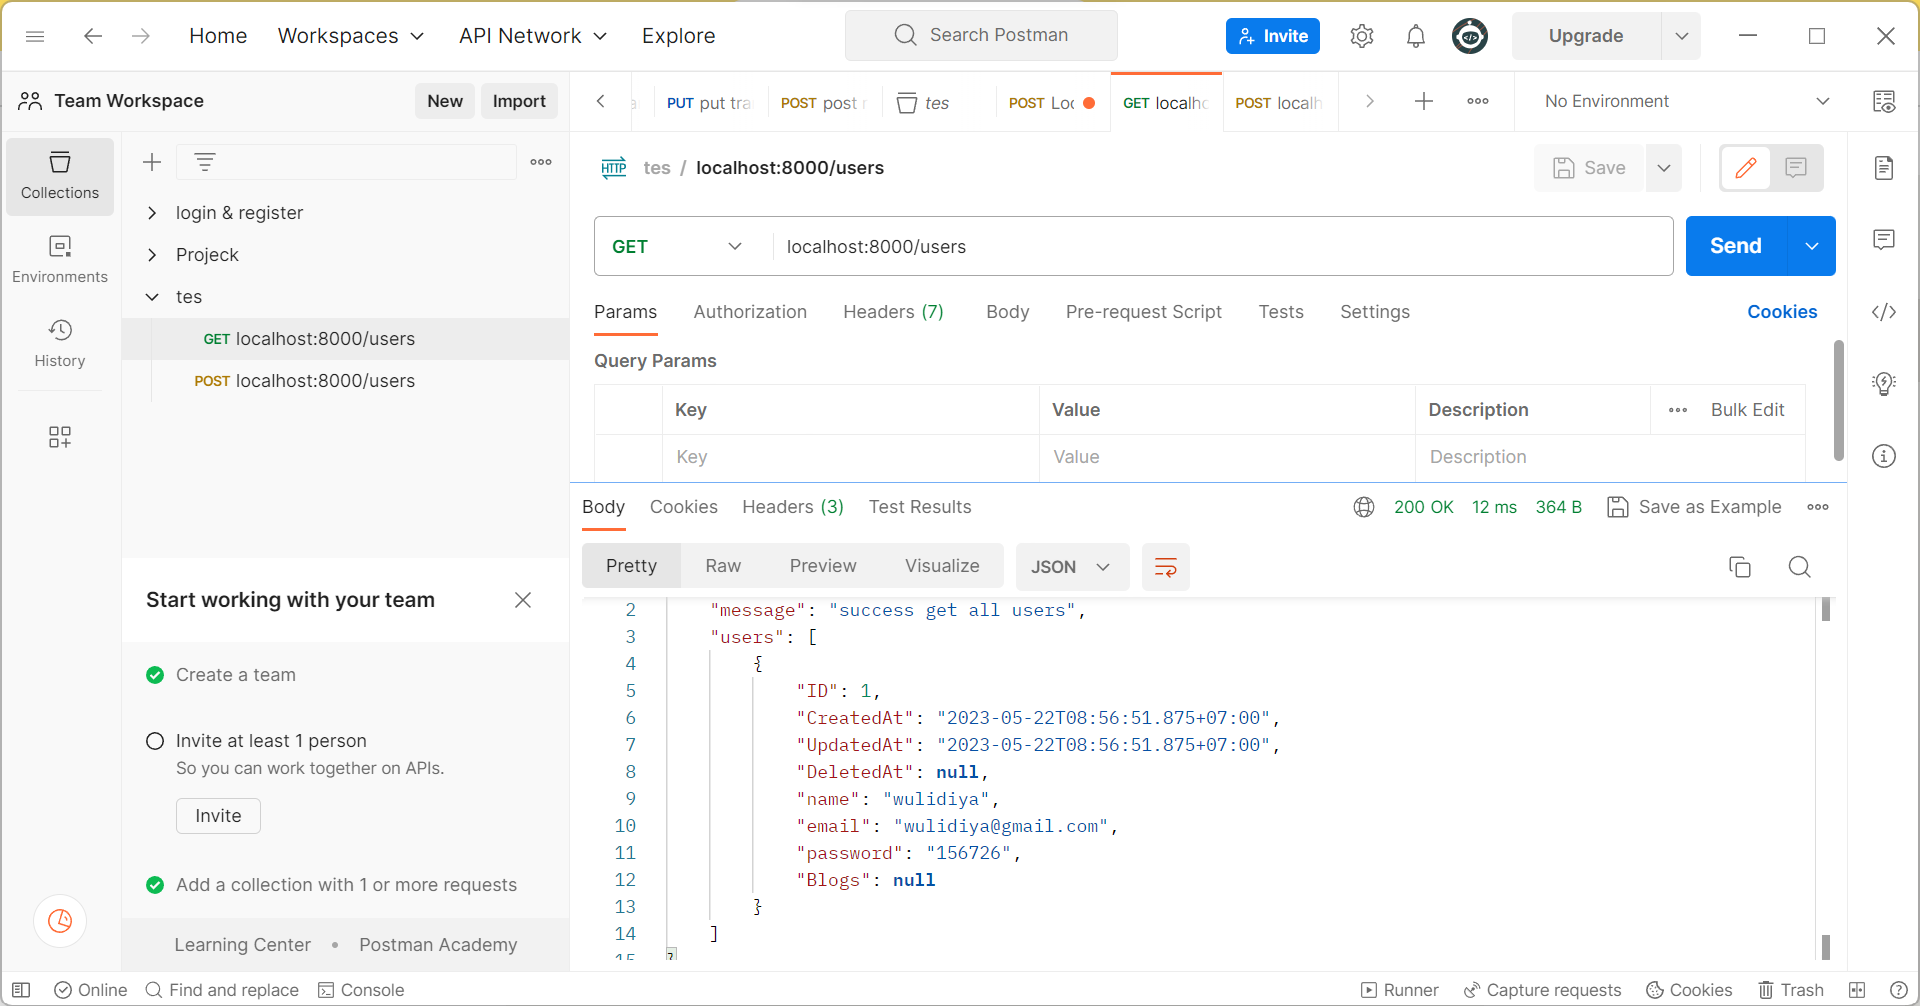 Home Workspaces API Network Explore Search Postman Invite Upgrade
Team Workspace New Import
PUT put tra POST post tes POST Loc GET localho POST localh No Environment
Collections
Environments
History
login & register
Projeck
tes
GET localhost:8000/users
POST localhost:8000/users
HTTP tes / localhost:8000/users Save
GET localhost:8000/users Send
Params Authorization Headers (7) Body Pre-request Script Tests Settings Cookies
Query Params
Key Value Description Bulk Edit
Key Value Description
Body Cookies Headers (3) Test Results 200 OK 12 ms 364 B Save as Example
Pretty Raw Preview Visualize JSON
2 "message": "success get all users",
3 "users": [
4 {
5 "ID": 1,
6 "CreatedAt": "2023-05-22T08:56:51.875+07:00",
7 "UpdatedAt": "2023-05-22T08:56:51.875+07:00",
8 "DeletedAt": null,
9 "name": "wulidiya",
10 "email": "wulidiya@gmail.com",
11 "password": "156726",
12 "Blogs": null
13 }
14 ]
15 }
Start working with your team
Create a team
Invite at least 1 person
So you can work together on APIs.
Invite
Add a collection with 1 or more requests
Learning Center • Postman Academy
Online Find and replace Console Runner Capture requests Cookies Trash